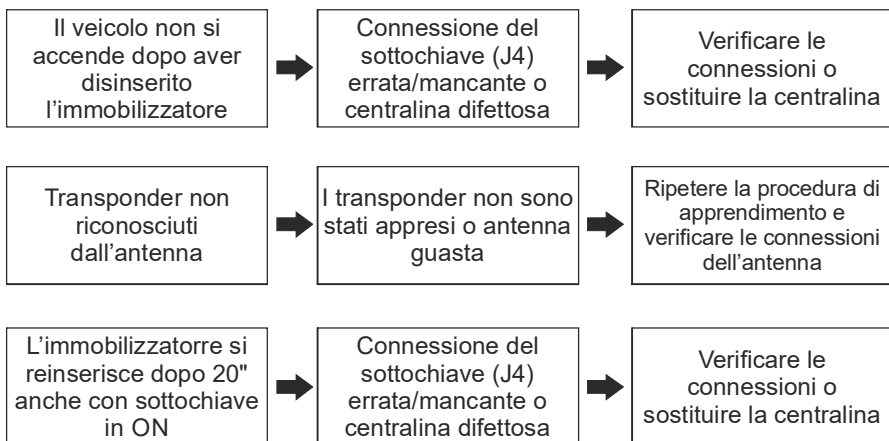 Il veicolo non si
accende dopo aver
disinserito
l'immobilizzatore
Connessione del
sottochiave (J4)
errata/mancante o
centralina difettosa
Verificare le
connessioni o
sostituire la centralina
Transponder non
riconosciuti
dall'antenna
I transponder non sono
stati appresi o antenna
guasta
Ripetere la procedura di
apprendimento e
verificare le connessioni
dell'antenna
L'immobilizzatorre si
reinserisce dopo 20"
anche con sottochiave
in ON
Connessione del
sottochiave (J4)
errata/mancante o
centralina difettosa
Verificare le
connessioni o
sostituire la centralina